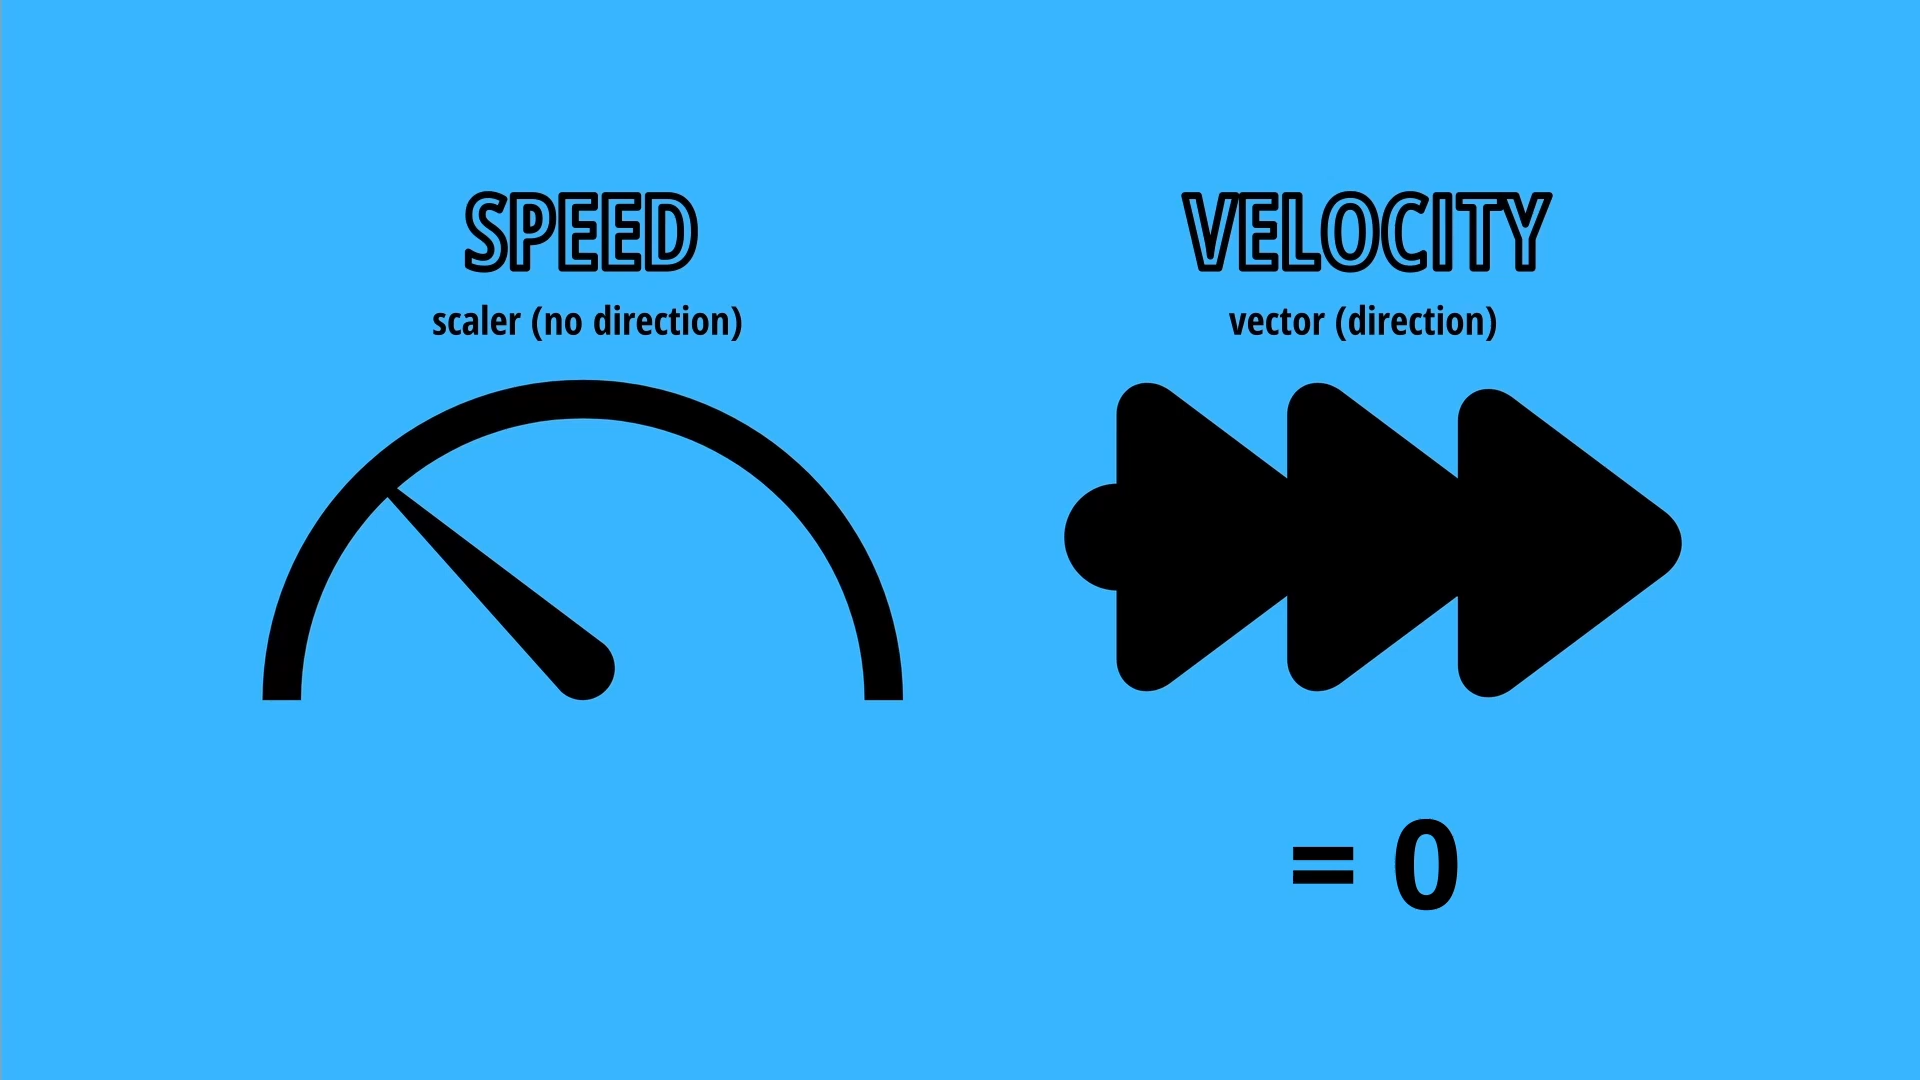 SPEED
scaler (no direction)
VELOCITY
vector (direction)
= 0